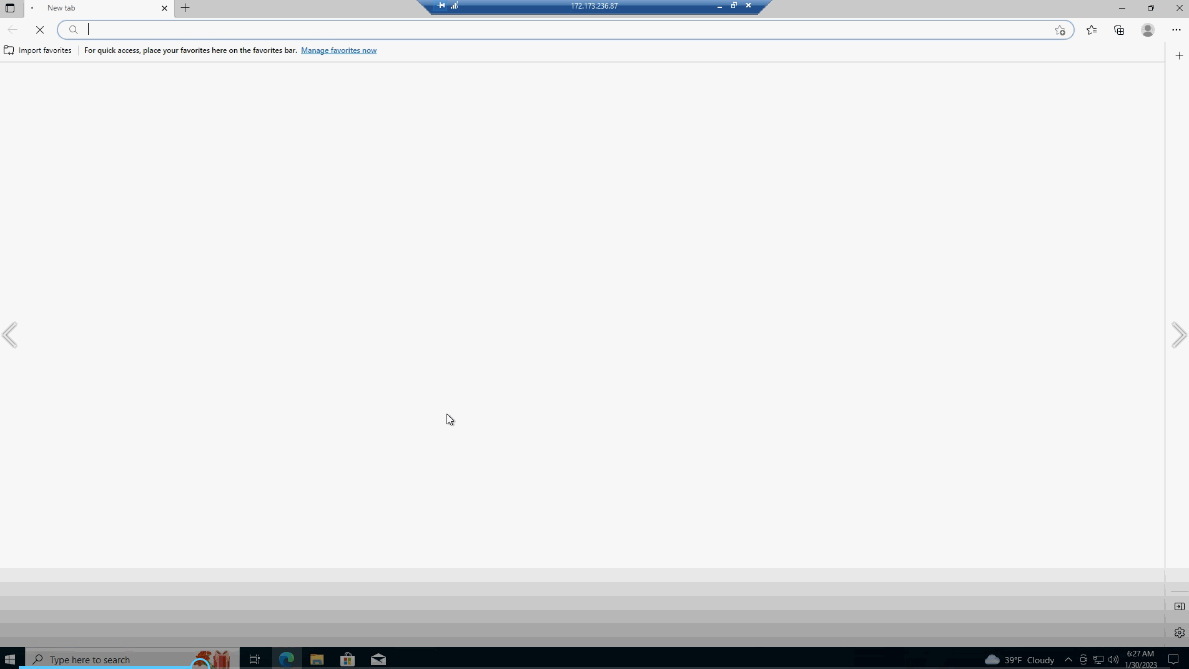 New tab
172.173.236.87
Import favorites
For quick access, place your favorites here on the favorites bar. Manage favorites now
Type here to search
39°F Cloudy
6:27 AM
1/30/2023